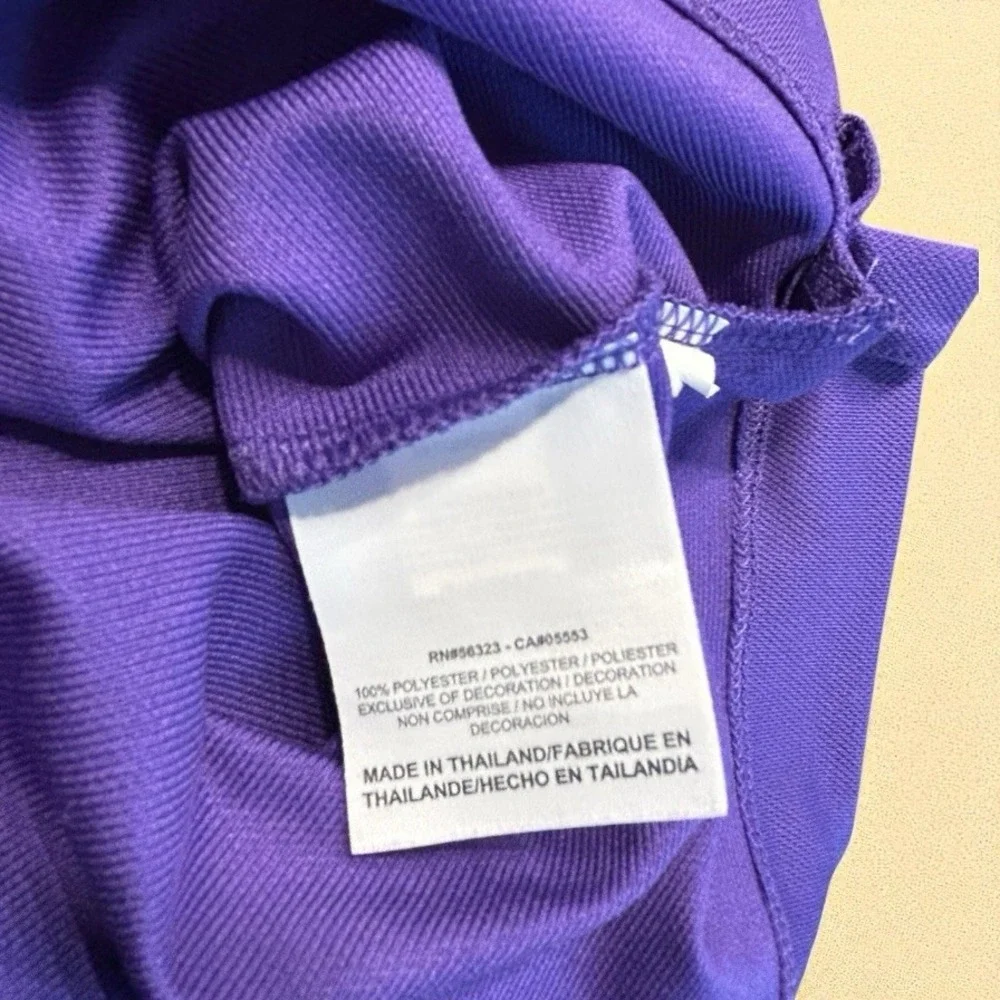 RN#56323 - CA#05553
100% POLYESTER / POLYESTER / POLIESTER
EXCLUSIVE OF DECORATION / DECORATION
NON COMPRISE / NO INCLUYE LA
DECORACION
MADE IN THAILAND/FABRIQUE EN
THAILANDE/HECHO EN TAILANDIA